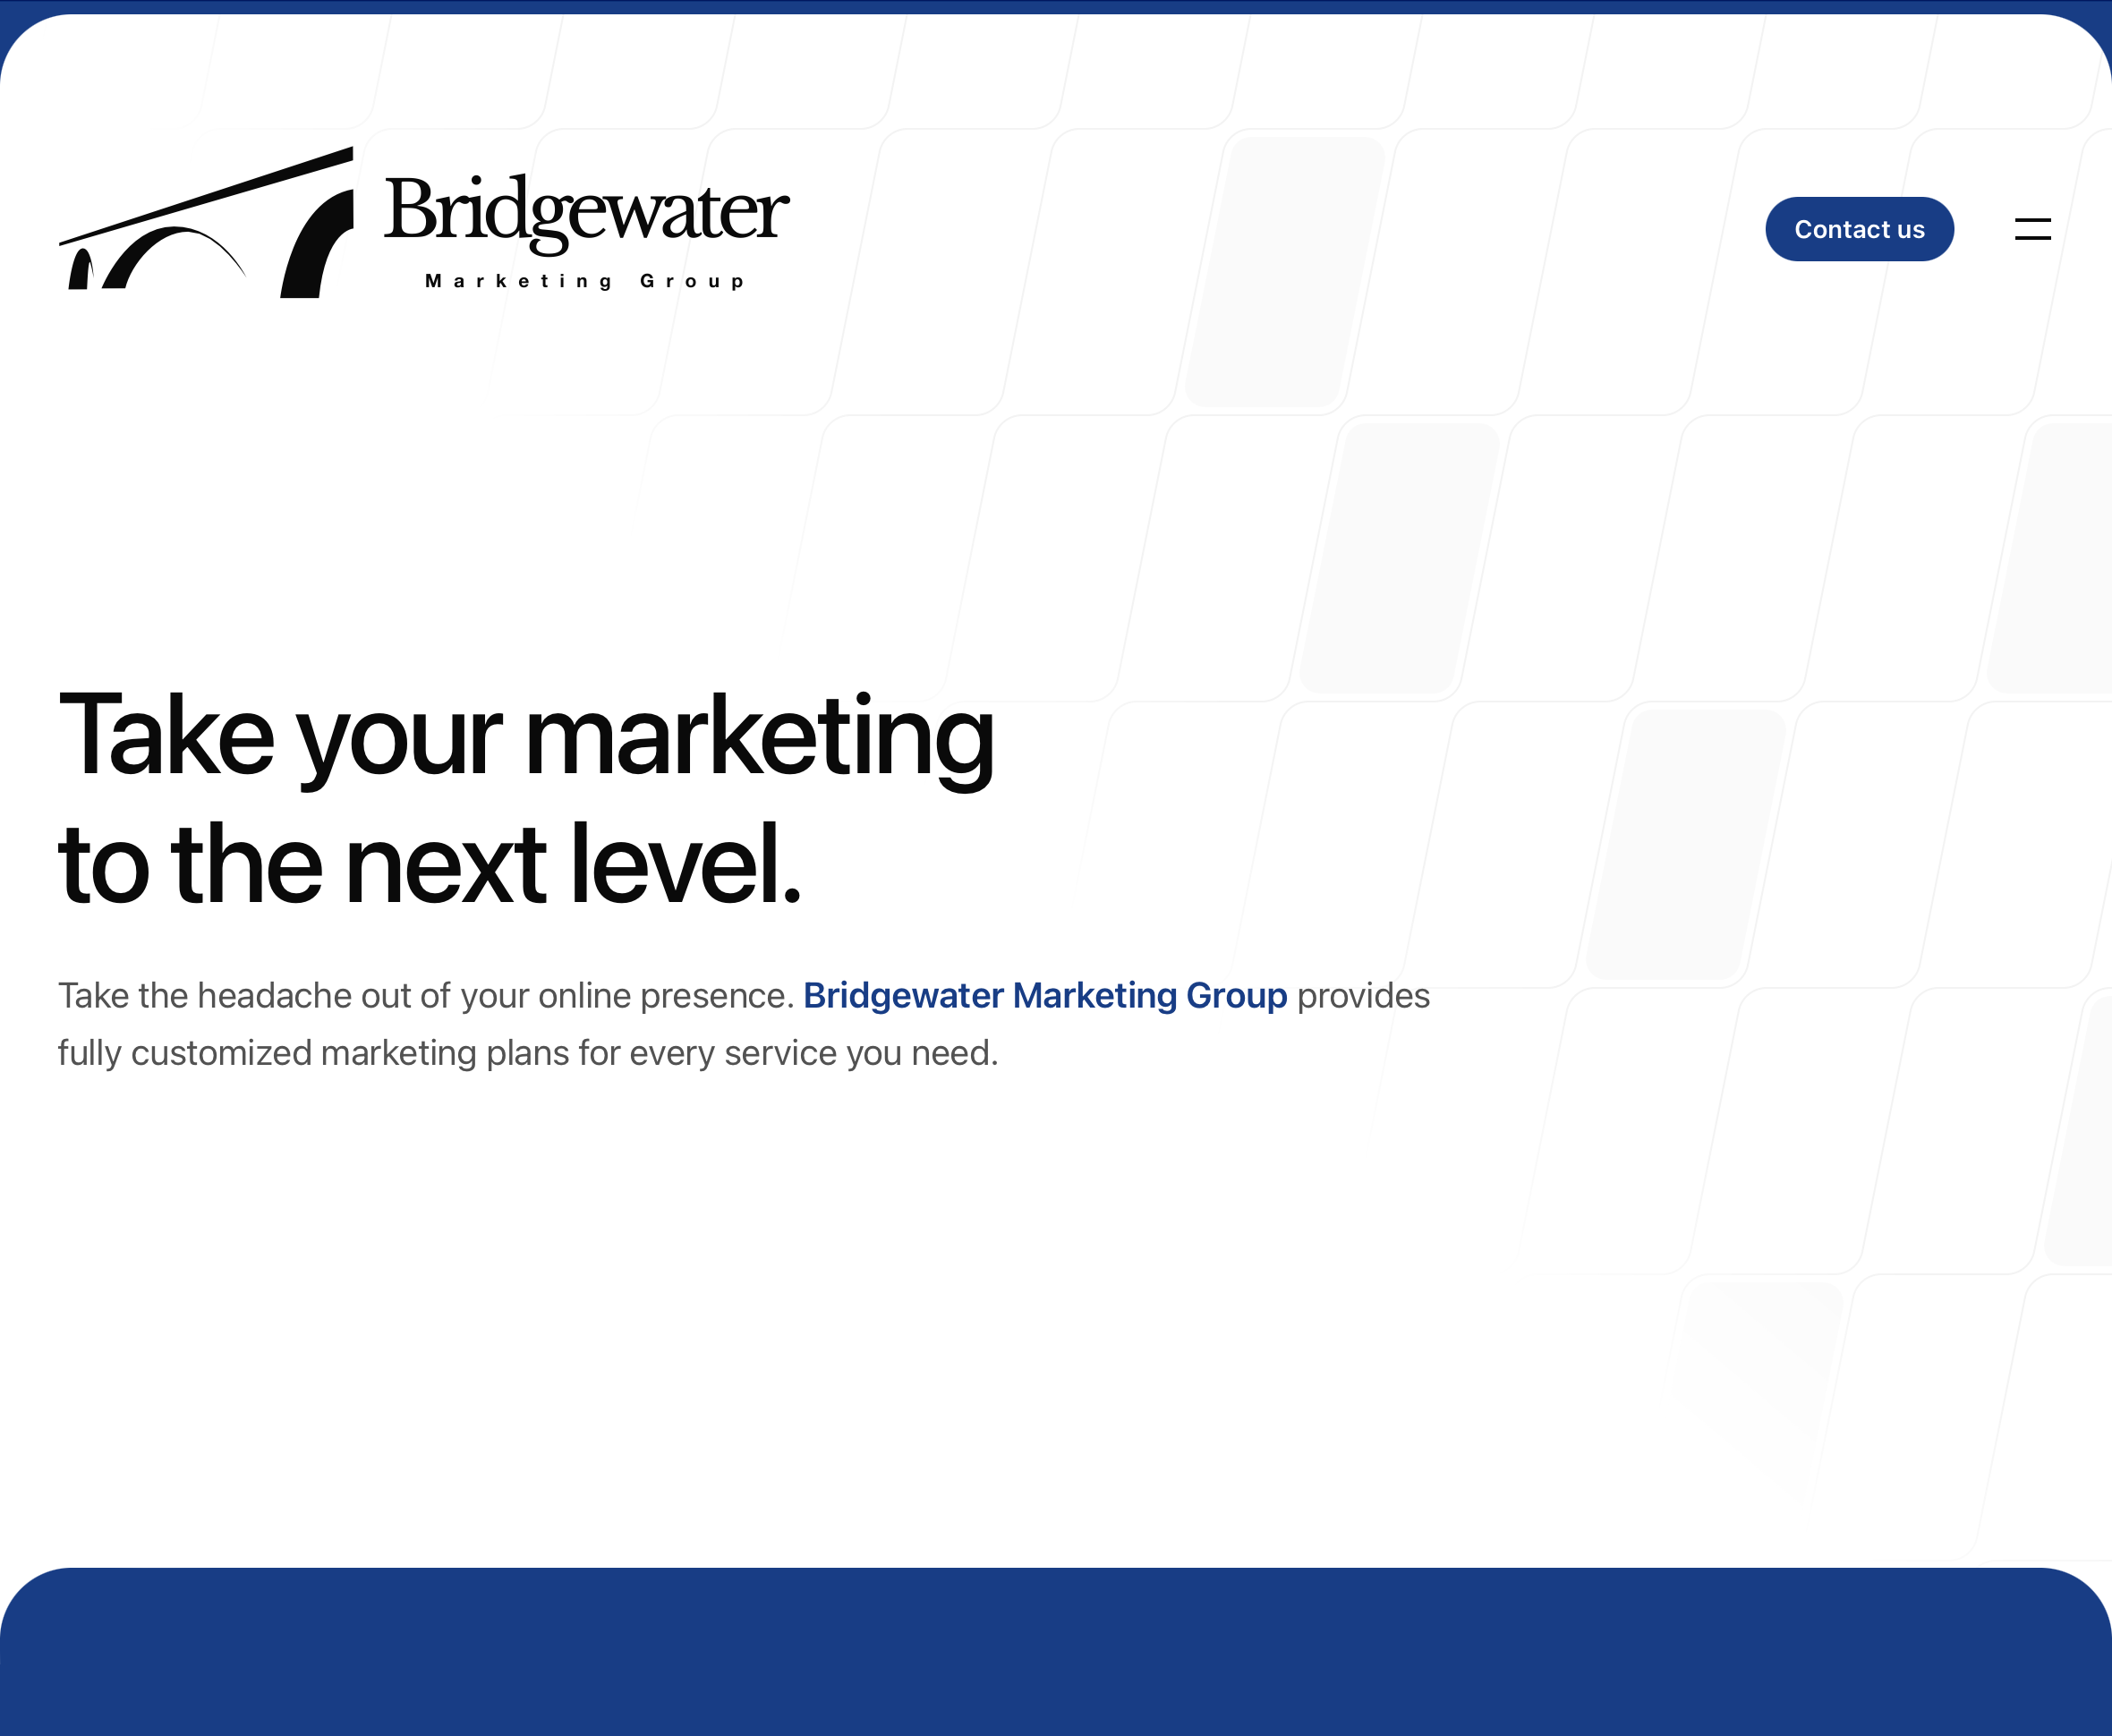 Bridgewater
Marketing Group
Contact us
Take your marketing
to the next level.
Take the headache out of your online presence. Bridgewater Marketing Group provides
fully customized marketing plans for every service you need.